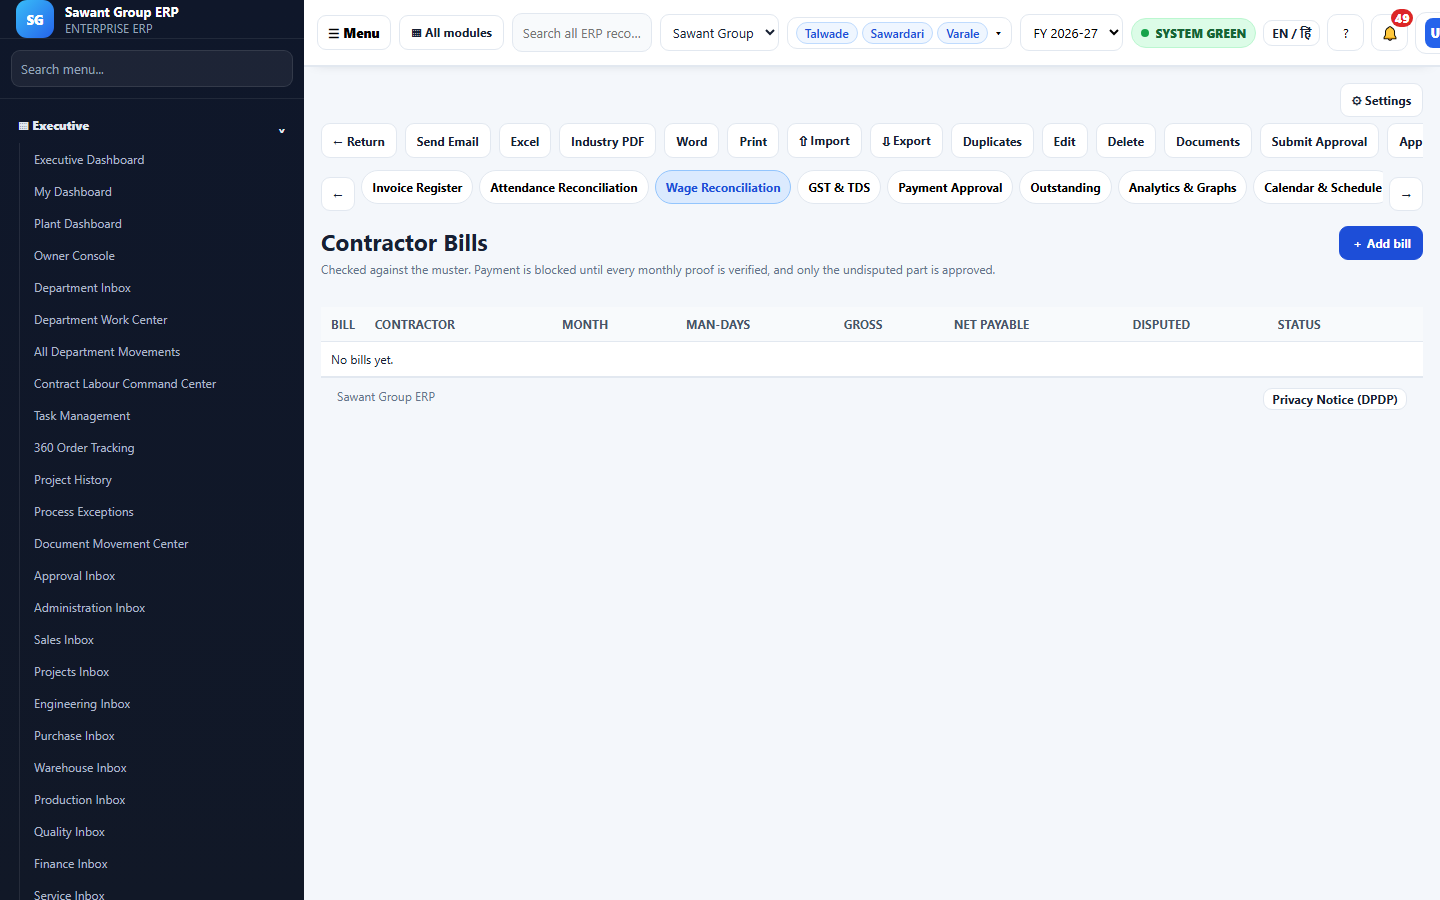 SG
Sawant Group ERP
ENTERPRISE ERP
Search menu...
Executive
Executive Dashboard
My Dashboard
Plant Dashboard
Owner Console
Department Inbox
Department Work Center
All Department Movements
Contract Labour Command Center
Task Management
360 Order Tracking
Project History
Process Exceptions
Document Movement Center
Approval Inbox
Administration Inbox
Sales Inbox
Projects Inbox
Engineering Inbox
Purchase Inbox
Warehouse Inbox
Production Inbox
Quality Inbox
Finance Inbox
Service Inbox
☰ Menu
All modules
Search all ERP reco...
Sawant Group
Talwade
Sawardari
Varale
FY 2026-27
SYSTEM GREEN
EN / हिं
?
49
U
⚙ Settings
← Return
Send Email
Excel
Industry PDF
Word
Print
⇧ Import
⇩ Export
Duplicates
Edit
Delete
Documents
Submit Approval
App
←
Invoice Register
Attendance Reconciliation
Wage Reconciliation
GST & TDS
Payment Approval
Outstanding
Analytics & Graphs
Calendar & Schedule
→
Contractor Bills
+ Add bill
Checked against the muster. Payment is blocked until every monthly proof is verified, and only the undisputed part is approved.
BILL CONTRACTOR MONTH MAN-DAYS GROSS NET PAYABLE DISPUTED STATUS
No bills yet.
Sawant Group ERP
Privacy Notice (DPDP)